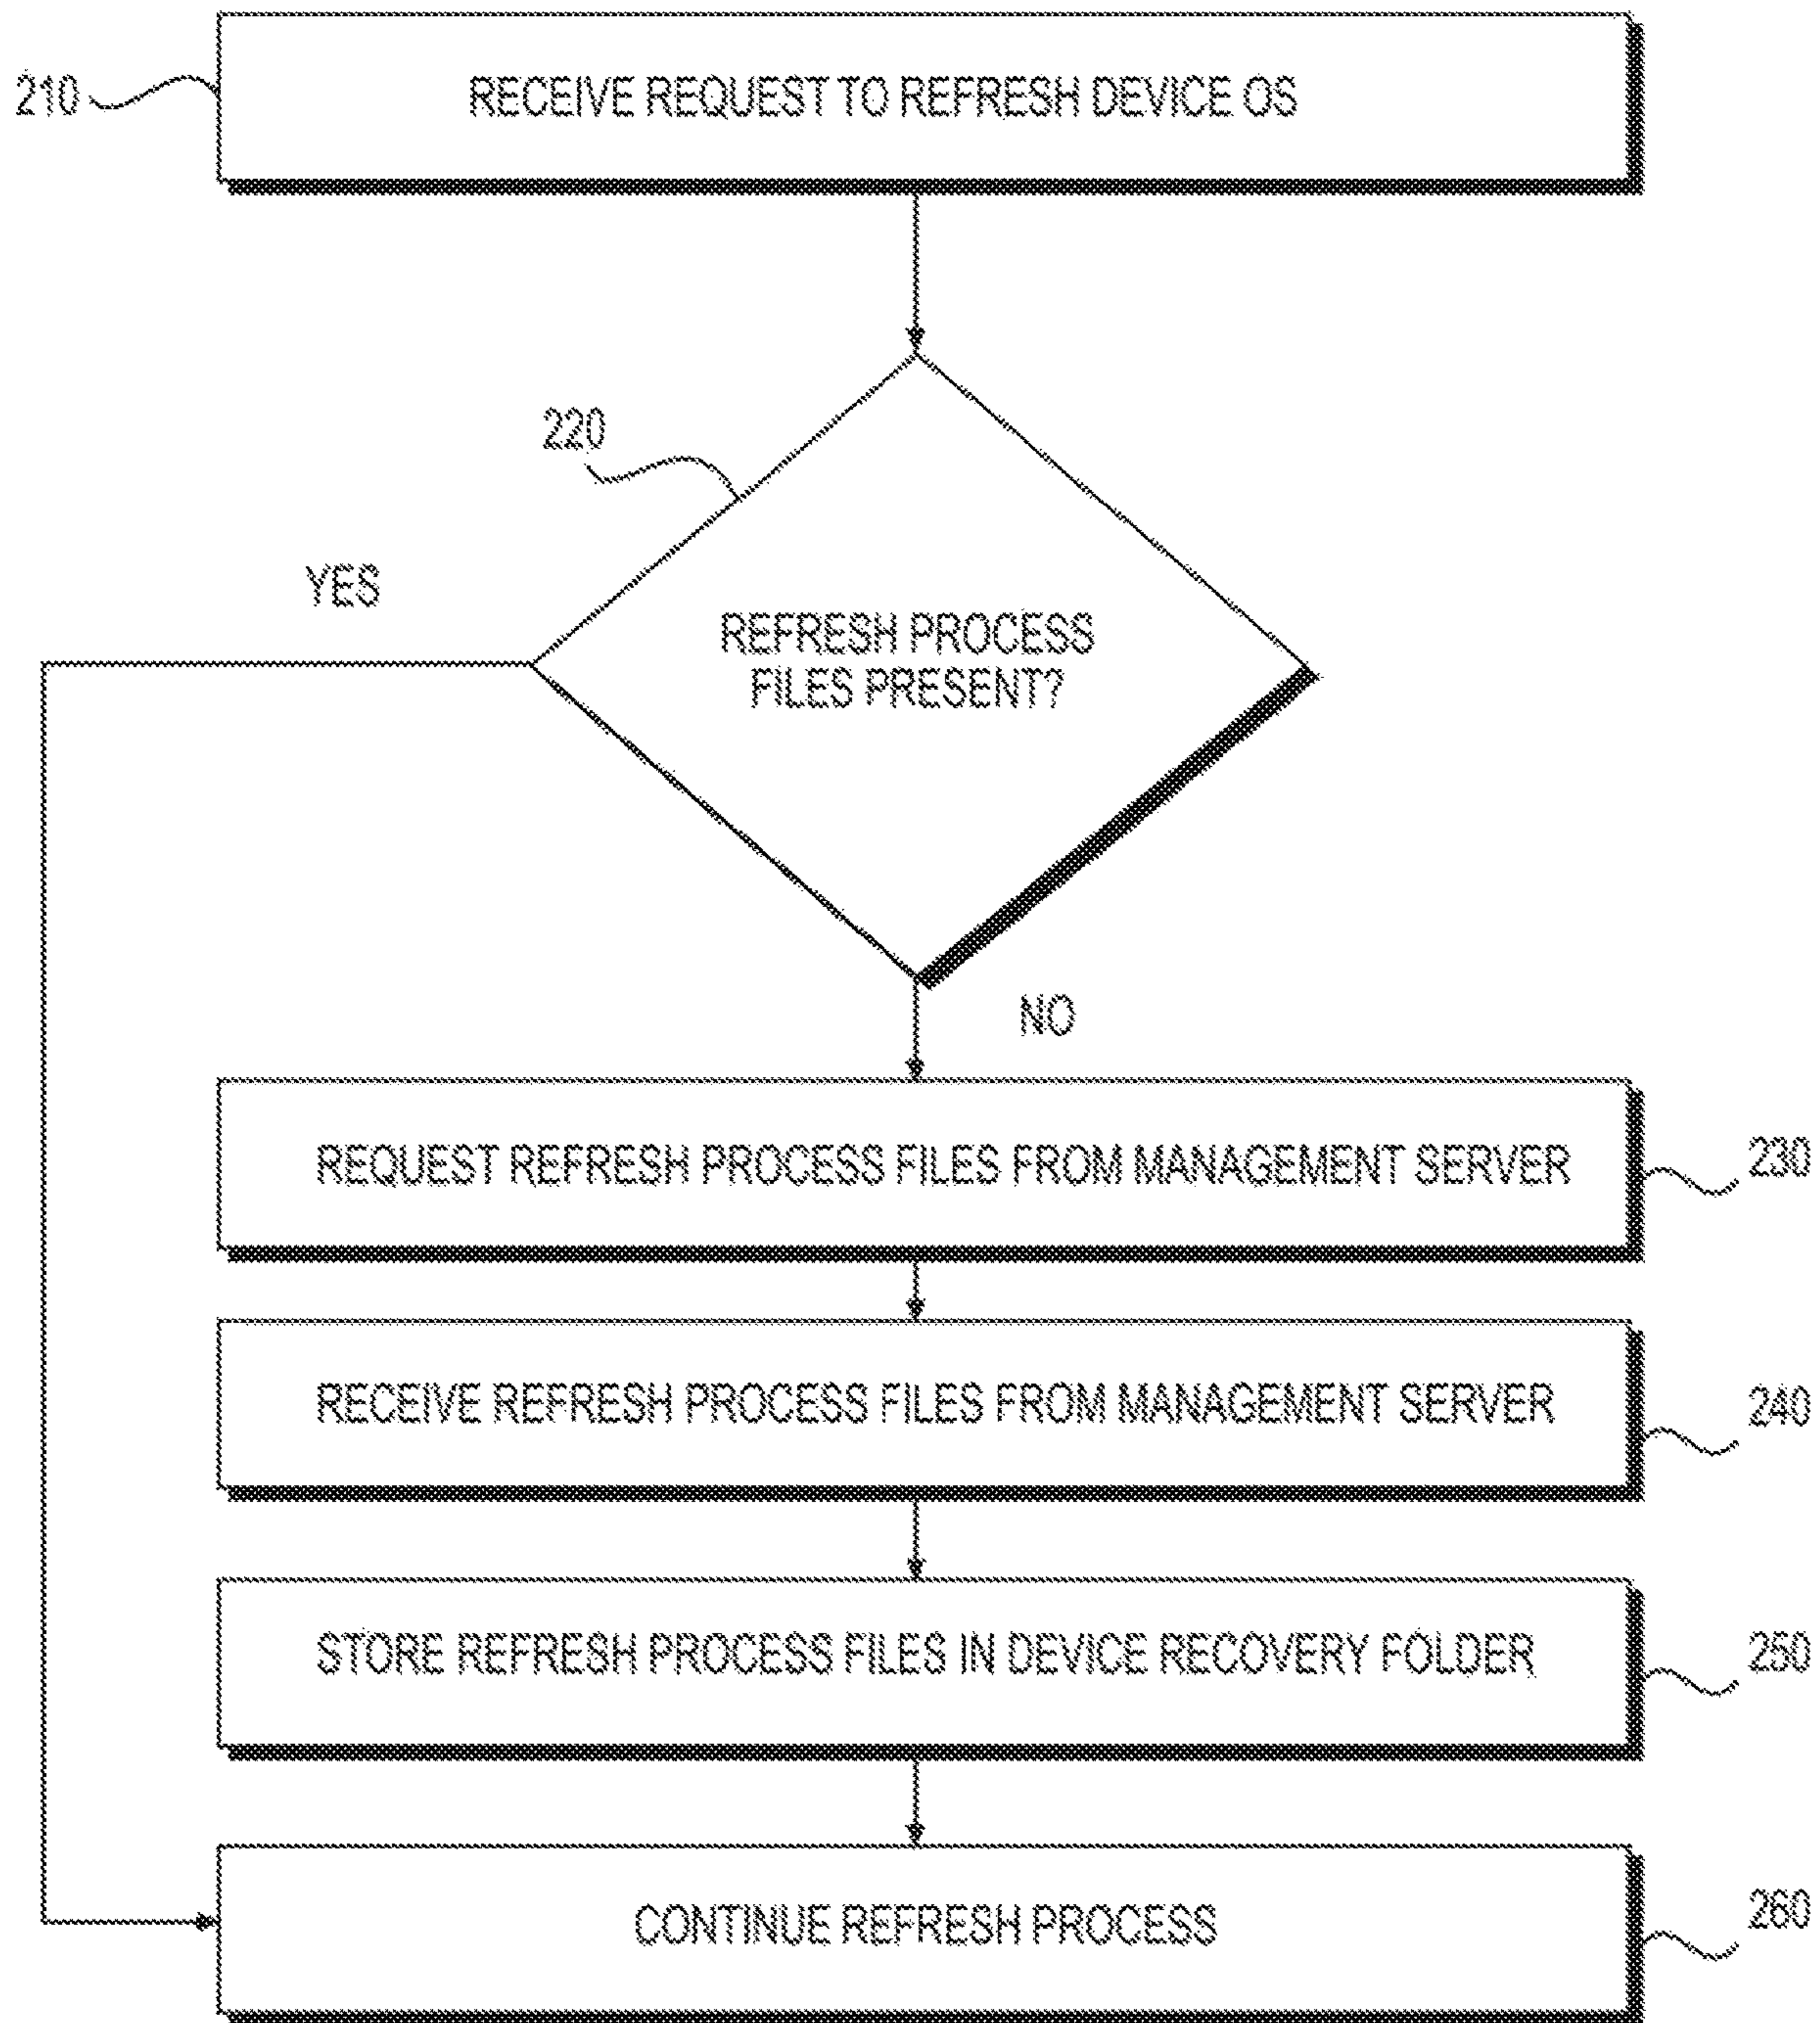 210
RECEIVE REQUEST TO REFRESH DEVICE OS
220
YES
REFRESH PROCESS
FILES PRESENT?
NO
REQUEST REFRESH PROCESS FILES FROM MANAGEMENT SERVER
230
RECEIVE REFRESH PROCESS FILES FROM MANAGEMENT SERVER
240
STORE REFRESH PROCESS FILES IN DEVICE RECOVERY FOLDER
250
CONTINUE REFRESH PROCESS
260